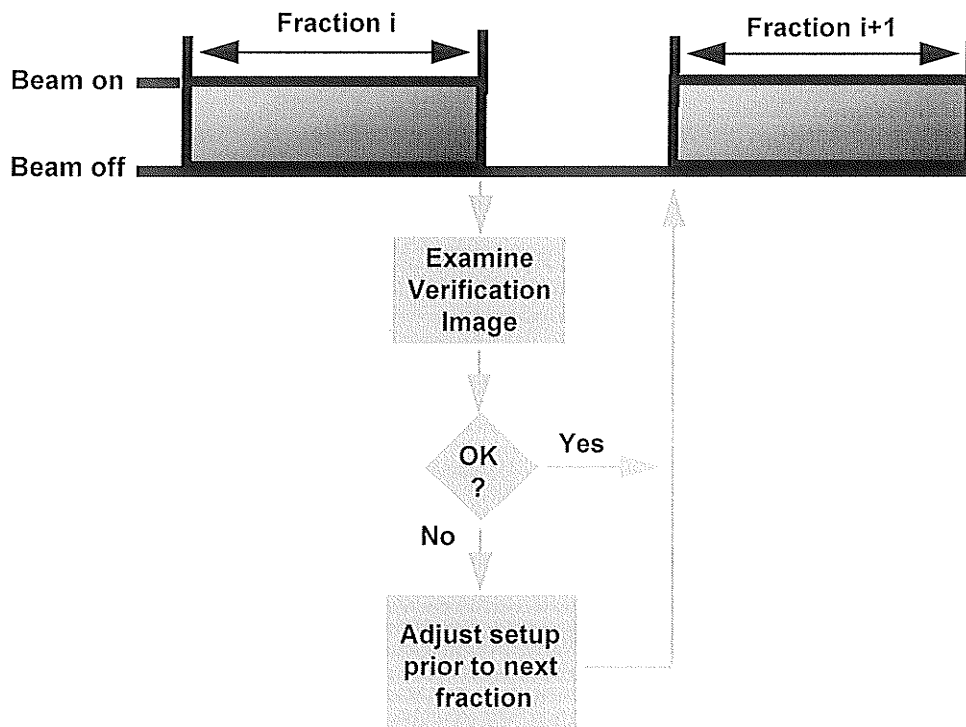 Fraction i
Fraction i+1
Beam on
Beam off
Examine
Verification
Image
OK
?
Yes
No
Adjust setup
prior to next
fraction